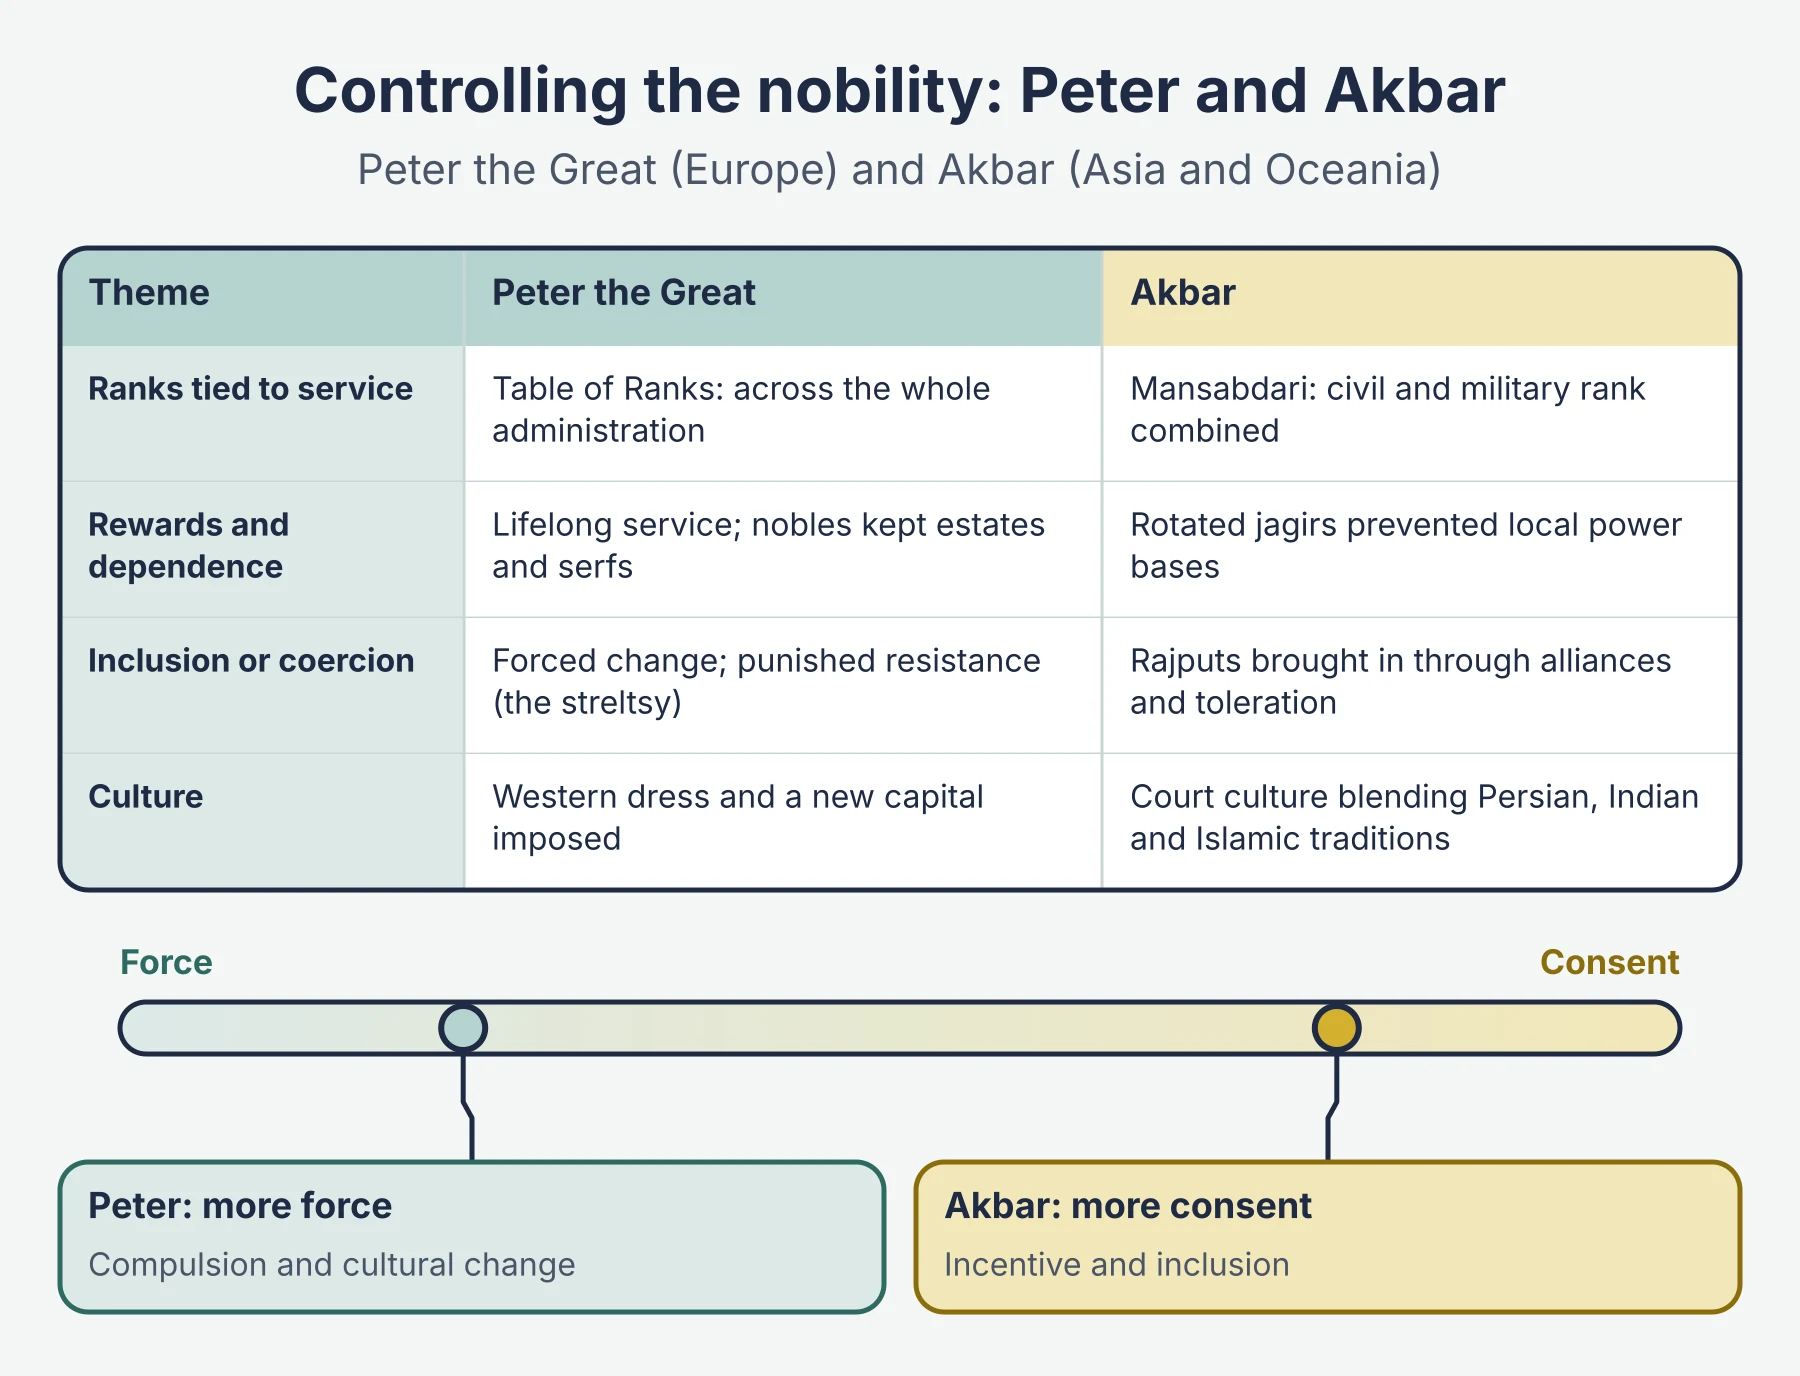 Controlling the nobility: Peter and Akbar
Peter the Great (Europe) and Akbar (Asia and Oceania)
Theme
Peter the Great
Akbar
Ranks tied to service
Table of Ranks: across the whole
administration
Mansabdari: civil and military rank
combined
Rewards and
dependence
Lifelong service; nobles kept estates
and serfs
Rotated jagirs prevented local power
bases
Inclusion or coercion
Forced change; punished resistance
(the streltsy)
Rajputs brought in through alliances
and toleration
Culture
Western dress and a new capital
imposed
Court culture blending Persian, Indian
and Islamic traditions
Force
Consent
Peter: more force
Compulsion and cultural change
Akbar: more consent
Incentive and inclusion